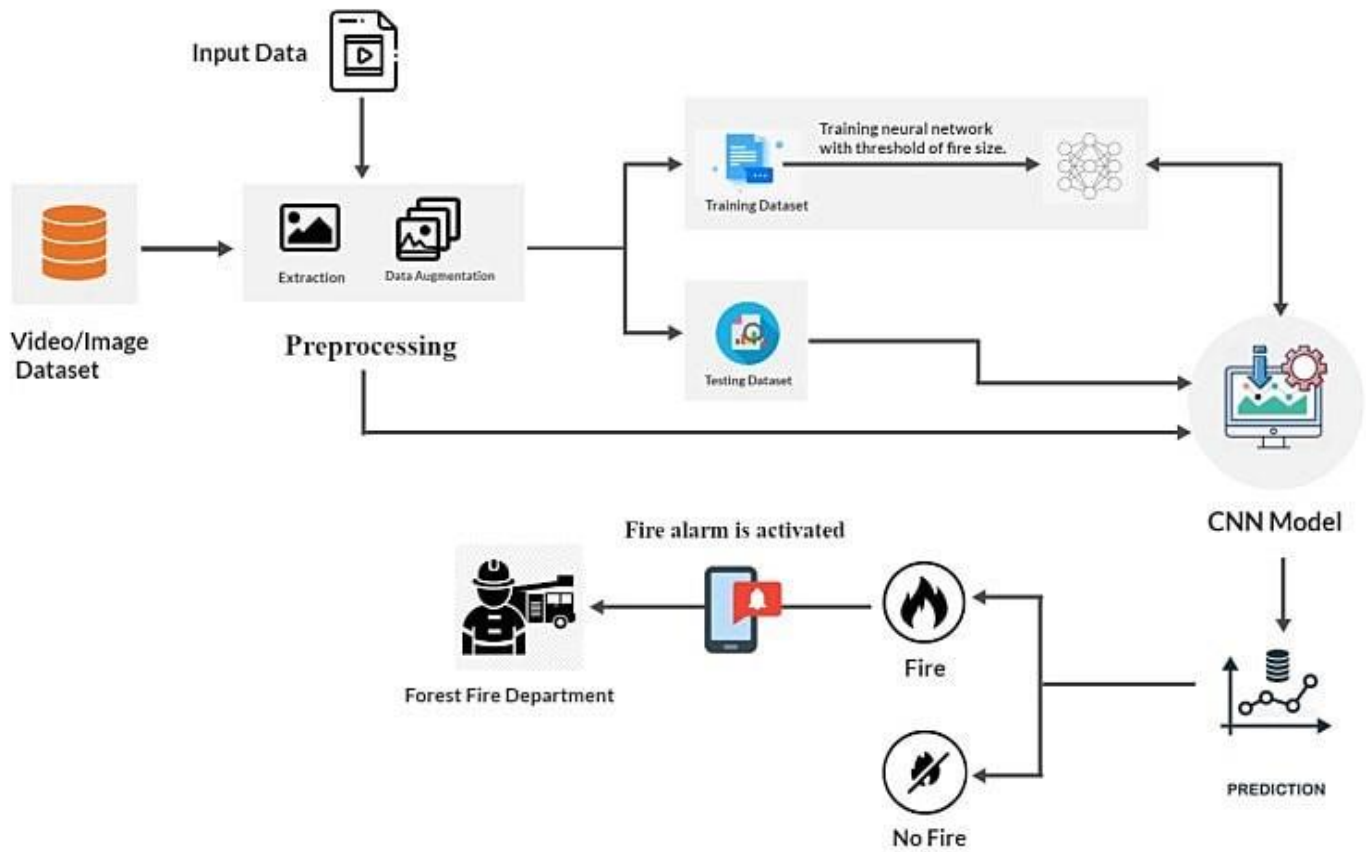 Input Data
Training neural network
with threshold of fire size.
Training Dataset
Extraction
Data Augmentation
Video/Image
Dataset
Preprocessing
Testing Dataset
CNN Model
Fire alarm is activated
Fire
Forest Fire Department
PREDICTION
No Fire